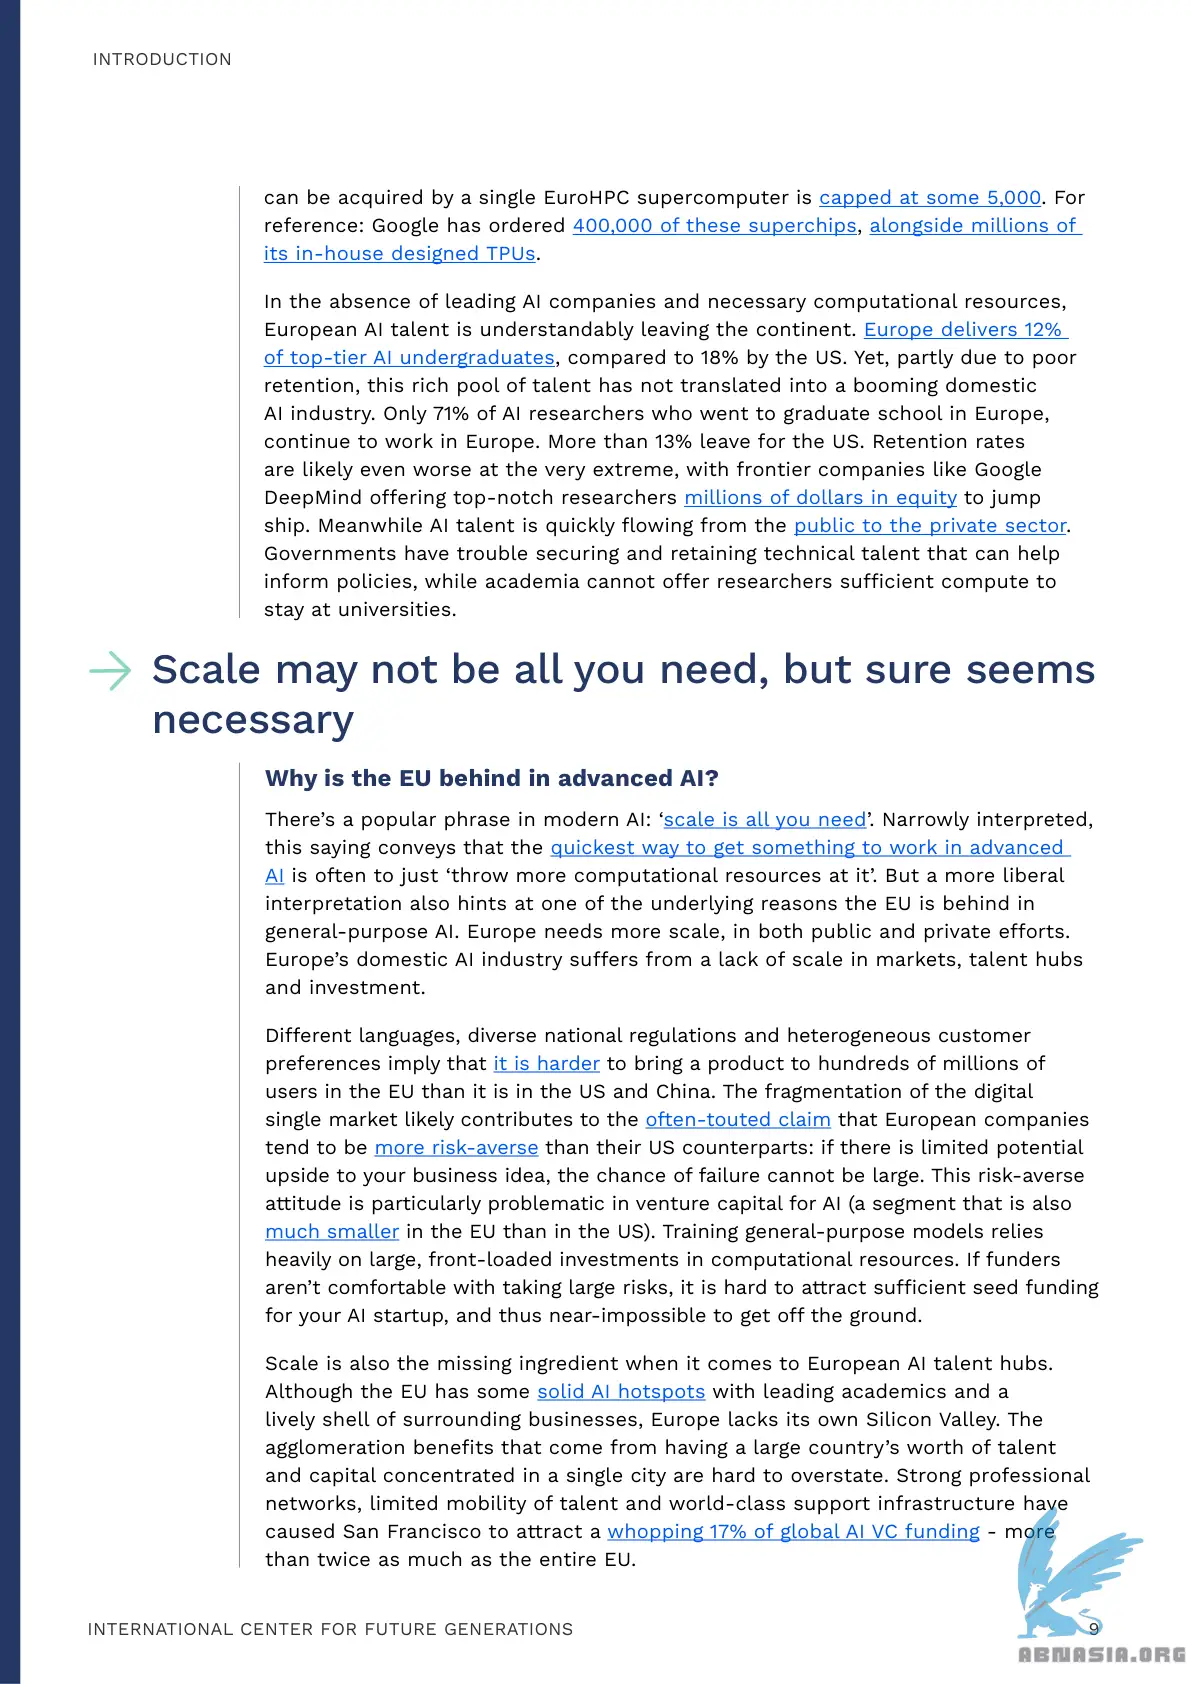 INTRODUCTION
can be acquired by a single EuroHPC supercomputer is capped at some 5,000. For
reference: Google has ordered 400,000 of these superchips, alongside millions of
its in-house designed TPUs.
In the absence of leading AI companies and necessary computational resources,
European AI talent is understandably leaving the continent. Europe delivers 12%
of top-tier AI undergraduates, compared to 18% by the US. Yet, partly due to poor
retention, this rich pool of talent has not translated into a booming domestic
AI industry. Only 71% of AI researchers who went to graduate school in Europe,
continue to work in Europe. More than 13% leave for the US. Retention rates
are likely even worse at the very extreme, with frontier companies like Google
DeepMind offering top-notch researchers millions of dollars in equity to jump
ship. Meanwhile AI talent is quickly flowing from the public to the private sector.
Governments have trouble securing and retaining technical talent that can help
inform policies, while academia cannot offer researchers sufficient compute to
stay at universities.
→ Scale may not be all you need, but sure seems
necessary
Why is the EU behind in advanced AI?
There’s a popular phrase in modern AI: ‘scale is all you need’. Narrowly interpreted,
this saying conveys that the quickest way to get something to work in advanced
AI is often to just ‘throw more computational resources at it’. But a more liberal
interpretation also hints at one of the underlying reasons the EU is behind in
general-purpose AI. Europe needs more scale, in both public and private efforts.
Europe’s domestic AI industry suffers from a lack of scale in markets, talent hubs
and investment.
Different languages, diverse national regulations and heterogeneous customer
preferences imply that it is harder to bring a product to hundreds of millions of
users in the EU than it is in the US and China. The fragmentation of the digital
single market likely contributes to the often-touted claim that European companies
tend to be more risk-averse than their US counterparts: if there is limited potential
upside to your business idea, the chance of failure cannot be large. This risk-averse
attitude is particularly problematic in venture capital for AI (a segment that is also
much smaller in the EU than in the US). Training general-purpose models relies
heavily on large, front-loaded investments in computational resources. If funders
aren’t comfortable with taking large risks, it is hard to attract sufficient seed funding
for your AI startup, and thus near-impossible to get off the ground.
Scale is also the missing ingredient when it comes to European AI talent hubs.
Although the EU has some solid AI hotspots with leading academics and a
lively shell of surrounding businesses, Europe lacks its own Silicon Valley. The
agglomeration benefits that come from having a large country’s worth of talent
and capital concentrated in a single city are hard to overstate. Strong professional
networks, limited mobility of talent and world-class support infrastructure have
caused San Francisco to attract a whopping 17% of global AI VC funding - more
than twice as much as the entire EU.
INTERNATIONAL CENTER FOR FUTURE GENERATIONS
9
ABNASIA.ORG